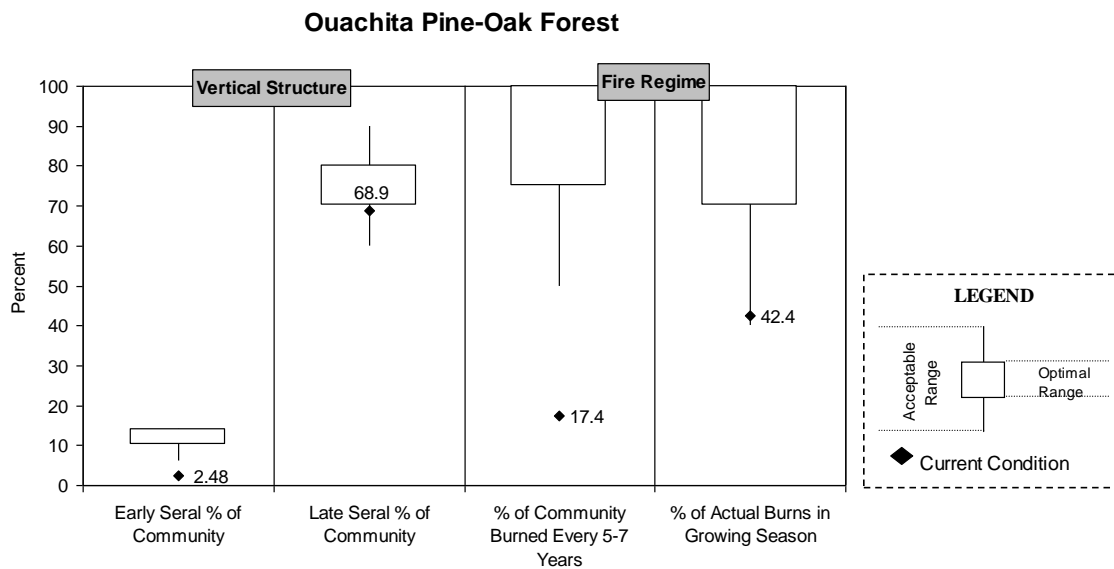 Ouachita Pine-Oak Forest
Vertical Structure
Fire Regime
Percent
100
90
80
70
60
50
40
30
20
10
0
2.48
68.9
17.4
42.4
Early Seral % of
Community
Late Seral % of
Community
% of Community
Burned Every 5-7
Years
% of Actual Burns in
Growing Season
LEGEND
Acceptable
Range
Optimal
Range
Current Condition